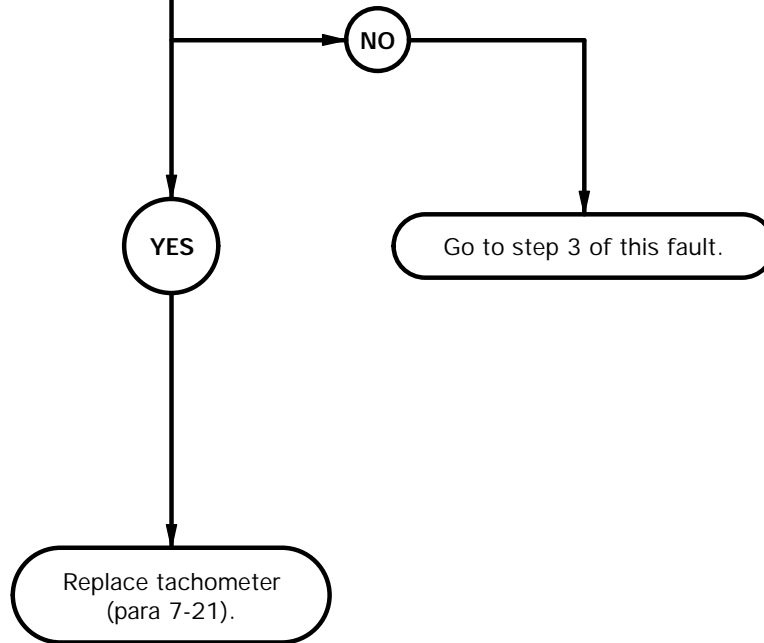 NO
YES
Go to step 3 of this fault.
Replace tachometer
(para 7-21).